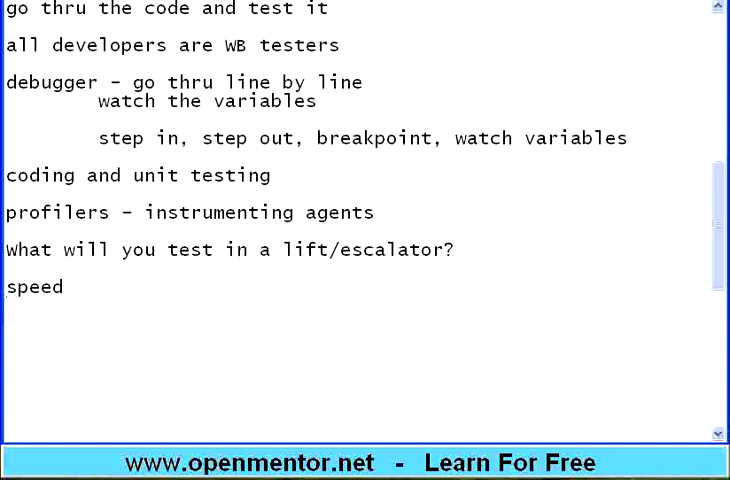 go thru the code and test it
all developers are WB testers
debugger - go thru line by line
watch the variables
step in, step out, breakpoint, watch variables
coding and unit testing
profilers - instrumenting agents
What will you test in a lift/escalator?
speed
www.openmentor.net - Learn For Free